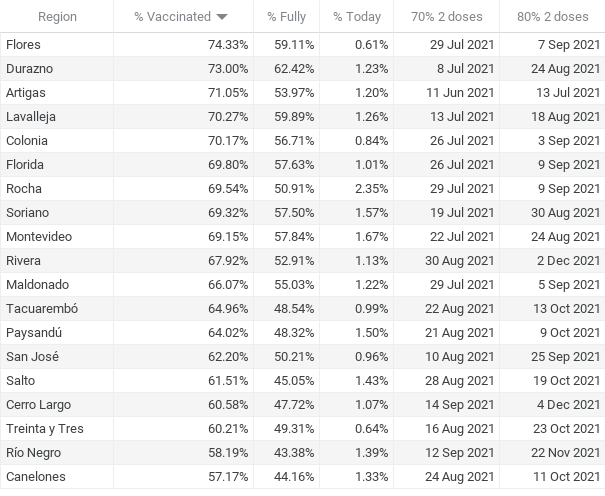 Region % Vaccinated % Fully % Today 70% 2 doses 80% 2 doses
Flores 74.33% 59.11% 0.61% 29 Jul 2021 7 Sep 2021
Durazno 73.00% 62.42% 1.23% 8 Jul 2021 24 Aug 2021
Artigas 71.05% 53.97% 1.20% 11 Jun 2021 13 Jul 2021
Lavalleja 70.27% 59.89% 1.26% 13 Jul 2021 18 Aug 2021
Colonia 70.17% 56.71% 0.84% 26 Jul 2021 3 Sep 2021
Florida 69.80% 57.63% 1.01% 26 Jul 2021 9 Sep 2021
Rocha 69.54% 50.91% 2.35% 29 Jul 2021 9 Sep 2021
Soriano 69.32% 57.50% 1.57% 19 Jul 2021 30 Aug 2021
Montevideo 69.15% 57.84% 1.67% 22 Jul 2021 24 Aug 2021
Rivera 67.92% 52.91% 1.13% 30 Aug 2021 2 Dec 2021
Maldonado 66.07% 55.03% 1.22% 29 Jul 2021 5 Sep 2021
Tacuarembó 64.96% 48.54% 0.99% 22 Aug 2021 13 Oct 2021
Paysandú 64.02% 48.32% 1.50% 21 Aug 2021 9 Oct 2021
San José 62.20% 50.21% 0.96% 10 Aug 2021 25 Sep 2021
Salto 61.51% 45.05% 1.43% 28 Aug 2021 19 Oct 2021
Cerro Largo 60.58% 47.72% 1.07% 14 Sep 2021 4 Dec 2021
Treinta y Tres 60.21% 49.31% 0.64% 16 Aug 2021 23 Oct 2021
Río Negro 58.19% 43.38% 1.39% 12 Sep 2021 22 Nov 2021
Canelones 57.17% 44.16% 1.33% 24 Aug 2021 11 Oct 2021